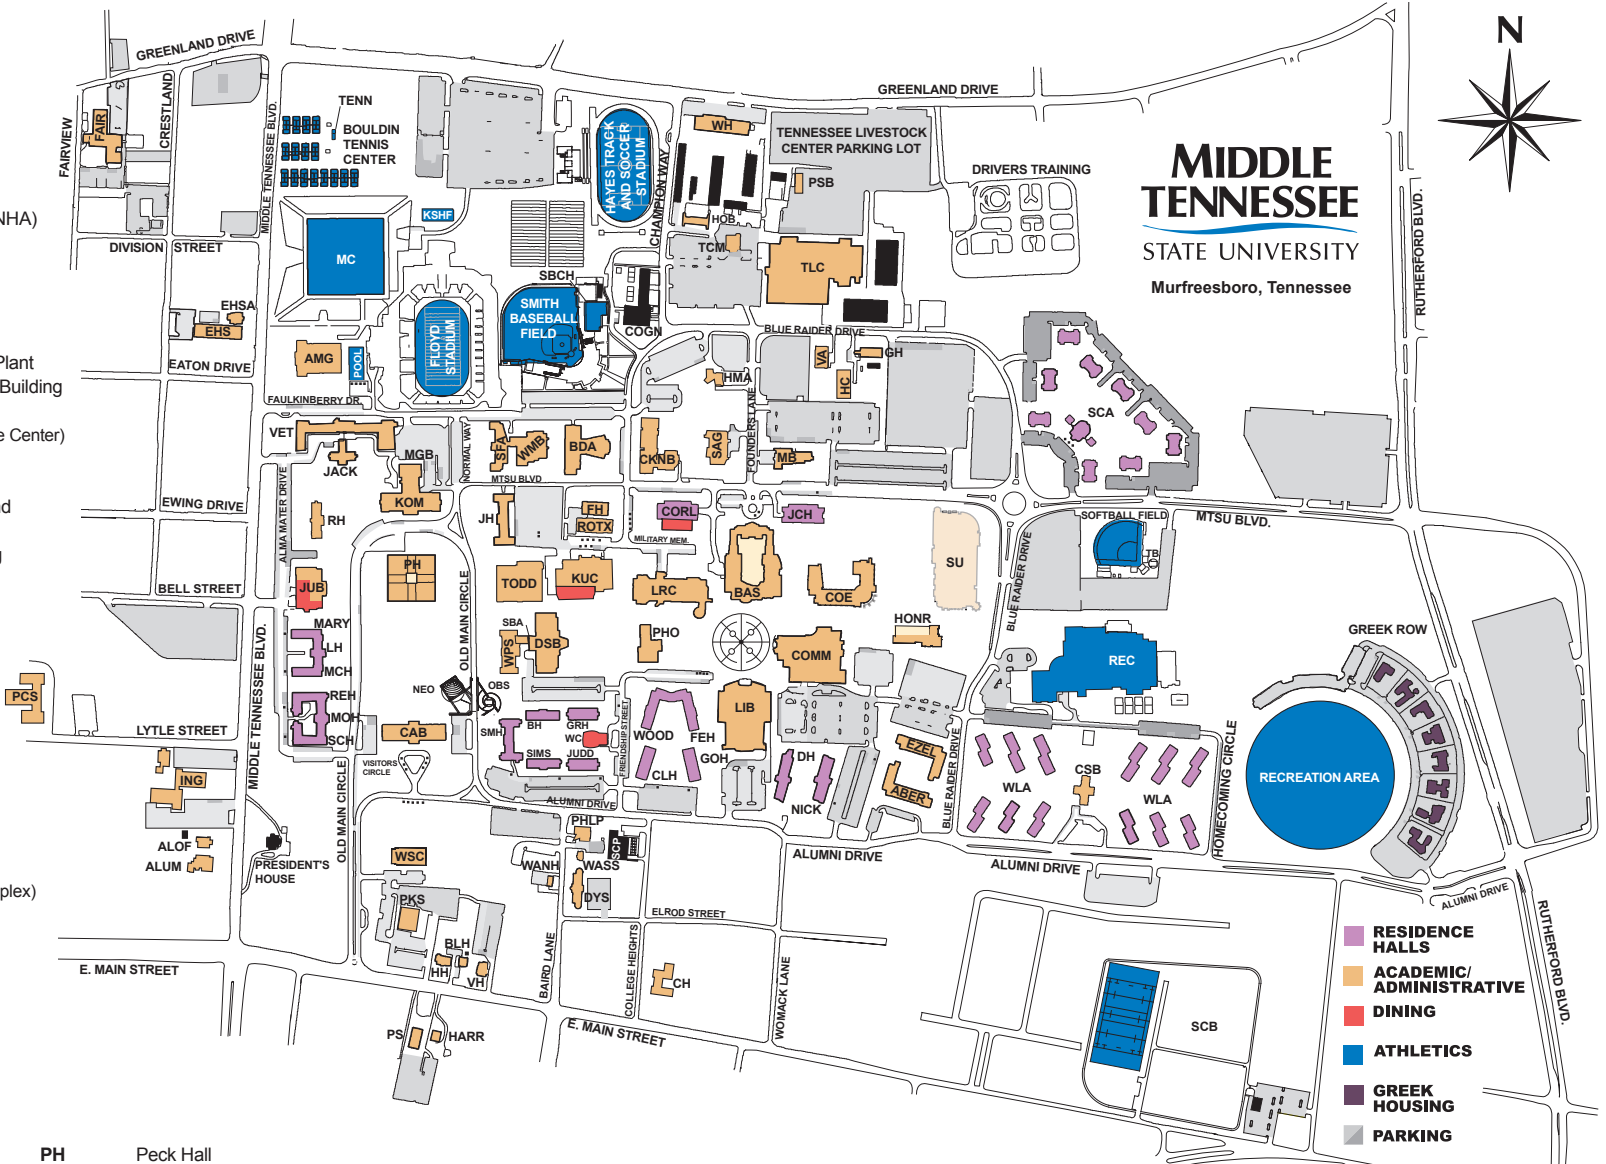 GREENLAND DRIVE
GREENLAND DRIVE
N
FAIRVIEW
FAIR
CRESTLAND
MIDDLE TENNESSEE BLVD.
TENN
BOULDIN
TENNIS
CENTER
HAYES TRACK
AND SOCCER
STADIUM
CHAMPION WAY
WH
TENNESSEE LIVESTOCK
CENTER PARKING LOT
PSB
DRIVERS TRAINING
MIDDLE
TENNESSEE
STATE UNIVERSITY
Murfreesboro, Tennessee
RUTHERFORD BLVD.
NHA)
KSHF
HOB
TCM
TLC
DIVISION STREET
MC
SBCH
SMITH
BASEBALL
FIELD
COGN
EHSA
EHS
FLOYD
STADIUM
BLUE RAIDER DRIVE
Plant
Building
EATON DRIVE
AMG
POOL
VA
GH
HMA
HC
SCA
FAULKINBERRY DR.
e Center)
VET
JACK
MGB
NORMAL WAY
SFA
WMB
BDA
CKNB
SAG
FOUNDERS LANE
MB
MTSU BLVD
nd
EWING DRIVE
ALMA MATER DRIVE
RH
KOM
JH
FH
ROTX
CORL
JCH
MILITARY MEM.
SOFTBALL FIELD
TB
MTSU BLVD.
g
BELL STREET
JUB
PH
TODD
KUC
LRC
BAS
COE
SU
BLUE RAIDER DRIVE
MARY
LH
MCH
OLD MAIN CIRCLE
SBA
WPS
DSB
PHO
COMM
HONR
REC
GREEK ROW
PCS
MIDDLE TENNESSEE BLVD.
REH
MOH
SCH
NEO
OBS
LYTLE STREET
CAB
VISITORS
CIRCLE
SMH
BH
GRH
WC
SIMS
JUDD
FRIENDSHIP STREET
WOOD
FEH
GOH
CLH
LIB
DH
NICK
EZEL
ABER
BLUE RAIDER DRIVE
WLA
CSB
WLA
HOMECOMING CIRCLE
RECREATION AREA
ING
ALOF
ALUM
PRESIDENT'S
HOUSE
OLD MAIN CIRCLE
ALUMNI DRIVE
PHLP
SCP
WANH
WASS
DYS
WSC
ALUMNI DRIVE
ALUMNI DRIVE
ALUMNI DRIVE
RUTHERFORD BLVD.
plex)
PKS
BLH
HH
VH
BAIRD LANE
ELROD STREET
COLLEGE HEIGHTS
CH
WOMACK LANE
E. MAIN STREET
E. MAIN STREET
PS
HARR
SCB
RESIDENCE
HALLS
ACADEMIC/
ADMINISTRATIVE
DINING
ATHLETICS
GREEK
HOUSING
PARKING
PH Peck Hall